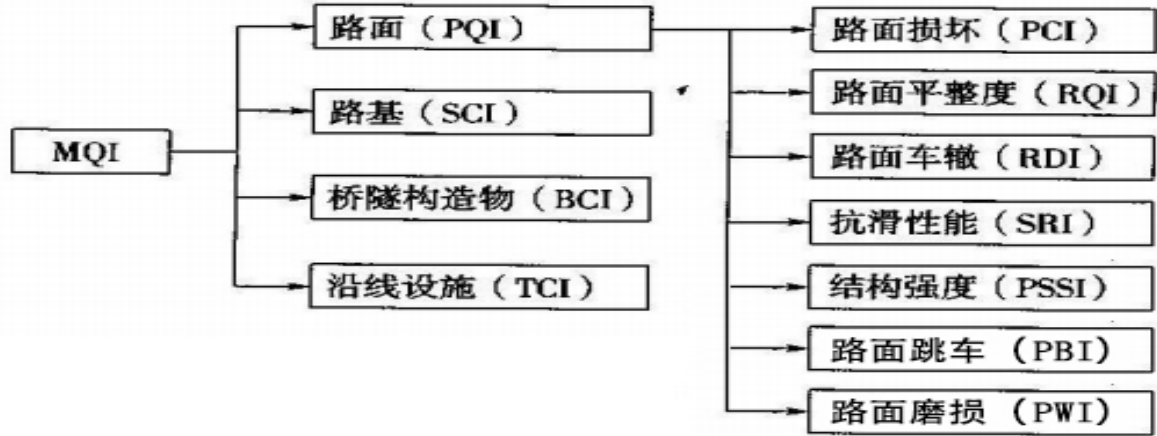 MQI
路面（PQI）
路基（SCI）
桥隧构造物（BCI）
沿线设施（TCI）
路面损坏（PCI）
路面平整度（RQI）
路面车辙（RDI）
抗滑性能（SRI）
结构强度（PSSI）
路面跳车（PBI）
路面磨损（PWI）